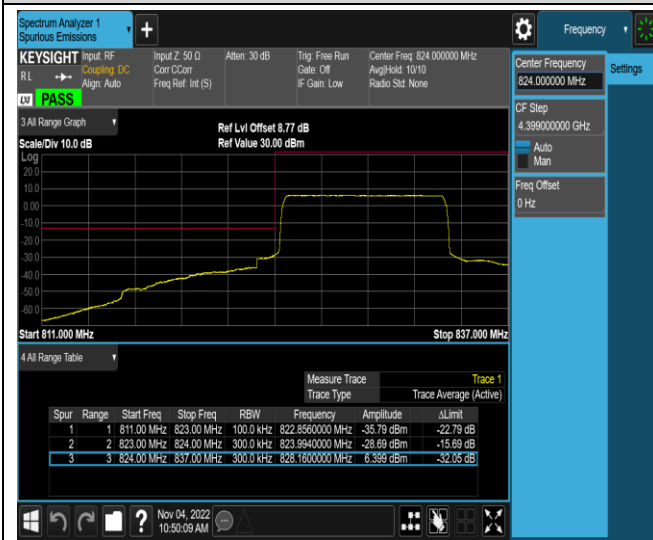 Spectrum Analyzer 1
Spurious Emissions
Frequency
KEYSIGHT Input: RF Input Z: 50 Ω Atten: 30 dB Trig: Free Run Center Freq: 824.000000 MHz
RL Coupling: DC Corr CCorr Gate: Off Avg|Hold: 10/10
Align: Auto Freq Ref: Int (S) IF Gain: Low Radio Std: None
LXI PASS
Center Frequency
824.000000 MHz
Settings
CF Step
4.399000000 GHz
Auto
Man
Freq Offset
0 Hz
3 All Range Graph
Ref Lvl Offset 8.77 dB
Scale/Div 10.0 dB Ref Value 30.00 dBm
Log
20.0
10.0
0.00
-10.0
-20.0
-30.0
-40.0
-50.0
-60.0
Start 811.000 MHz Stop 837.000 MHz
4 All Range Table
Measure Trace Trace 1
Trace Type Trace Average (Active)
Spur Range Start Freq Stop Freq RBW Frequency Amplitude ΔLimit
1 1 811.00 MHz 823.00 MHz 100.0 kHz 822.8560000 MHz -35.79 dBm -22.79 dB
2 2 823.00 MHz 824.00 MHz 300.0 kHz 823.9940000 MHz -28.69 dBm -15.69 dB
3 3 824.00 MHz 837.00 MHz 300.0 kHz 828.1600000 MHz 6.399 dBm -32.05 dB
Nov 04, 2022
10:50:09 AM